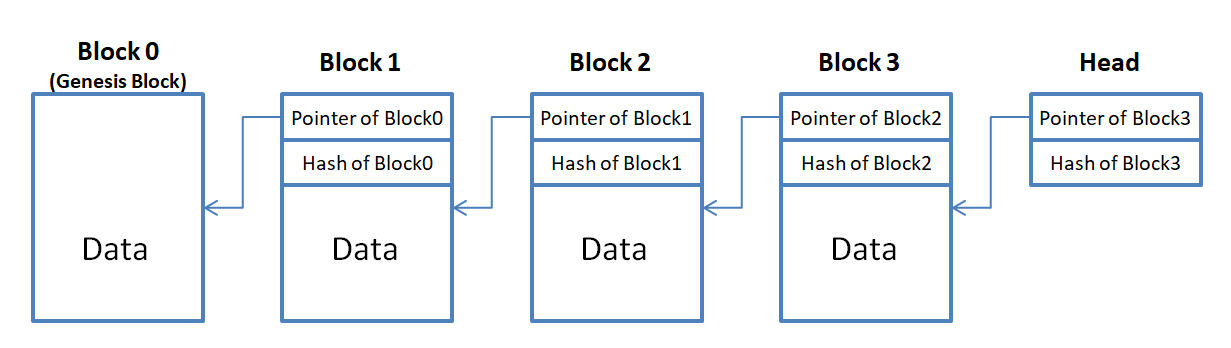 Block 0
(Genesis Block)
Data
Block 1
Pointer of Block0
Hash of Block0
Data
Block 2
Pointer of Block1
Hash of Block1
Data
Block 3
Pointer of Block2
Hash of Block2
Data
Head
Pointer of Block3
Hash of Block3